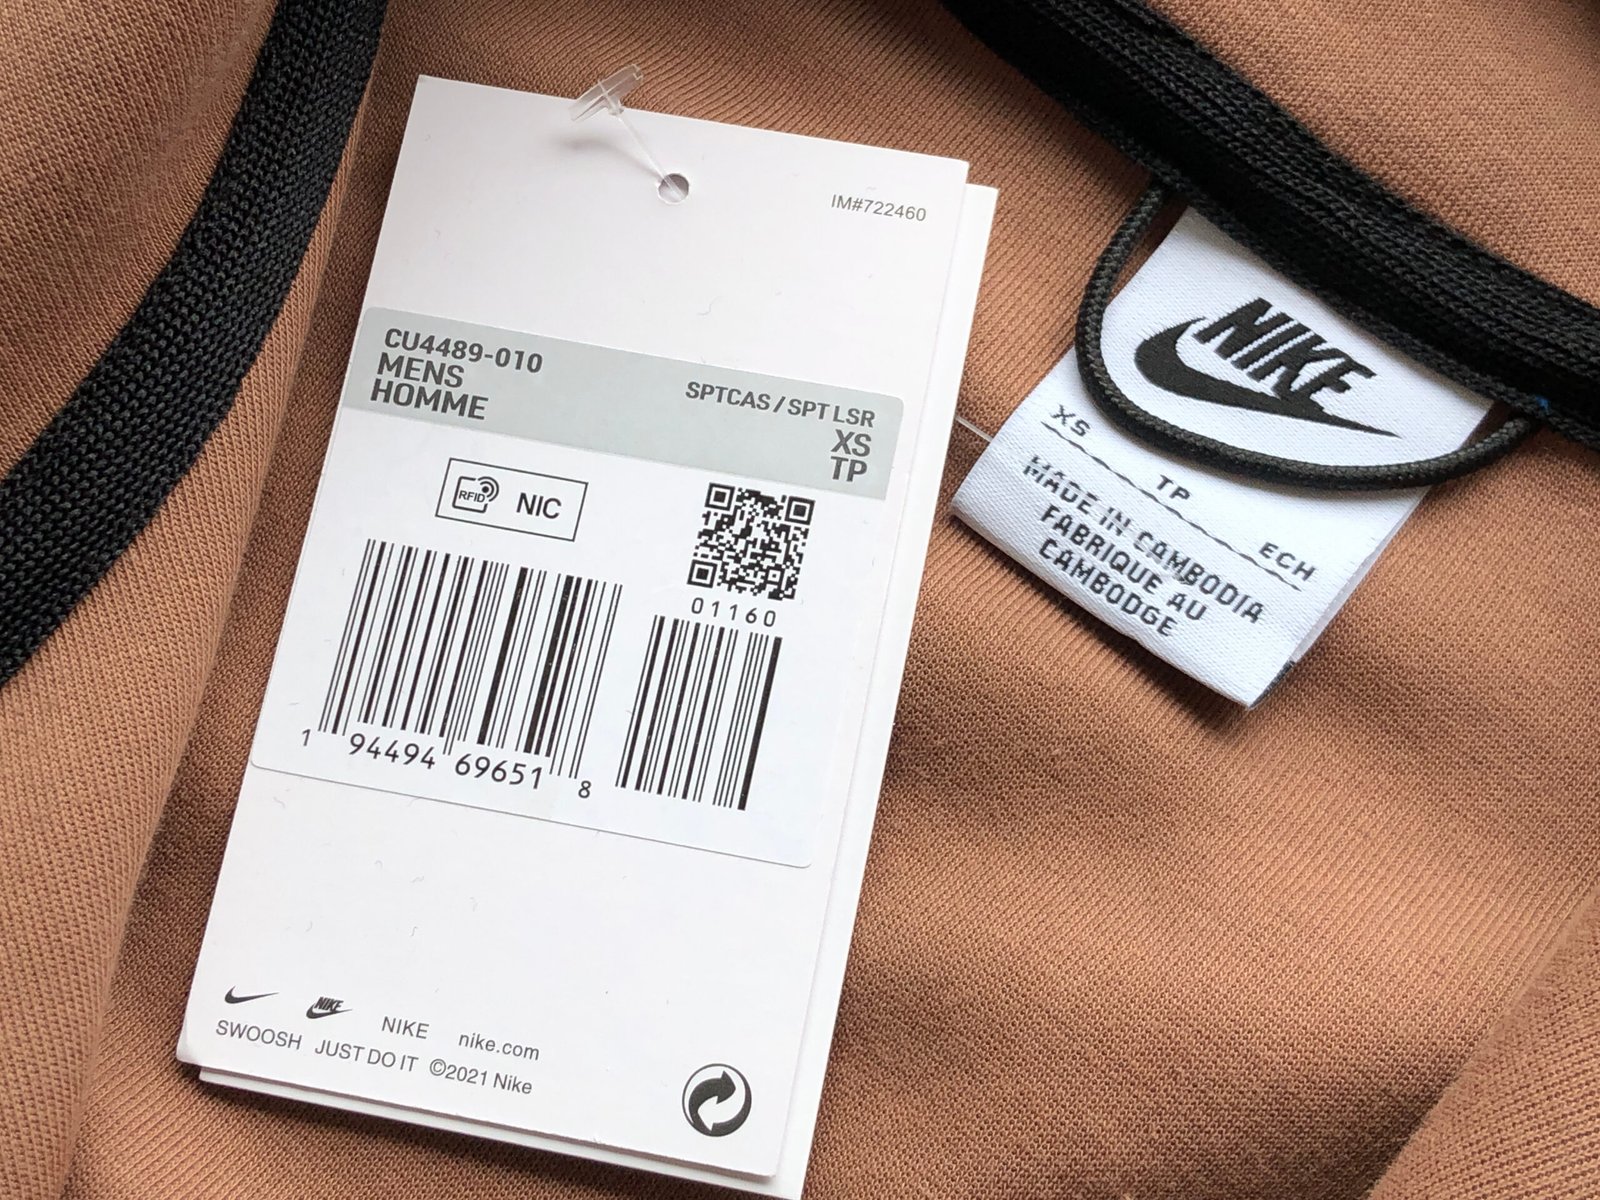 IM#722460
CU4489-010
MENS
HOMME
SPTCAS / SPT LSR
XS
TP
RFID NIC
01160
1 94494 69651 8
NIKE
NIKE nike.com
SWOOSH JUST DO IT ©2021 Nike
NIKE
XS TP ECH
MADE IN CAMBODIA
FABRIQUE AU
CAMBODGE